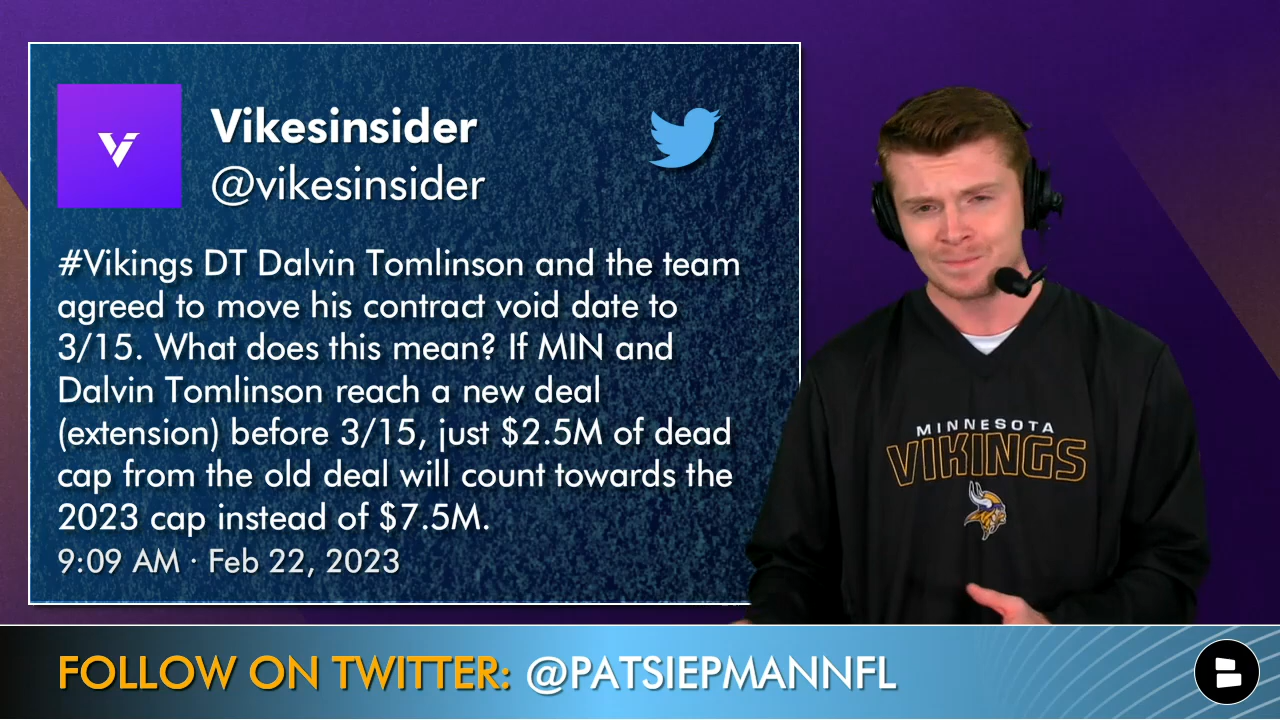 Vikesinsider
@vikesinsider
#Vikings DT Dalvin Tomlinson and the team
agreed to move his contract void date to
3/15. What does this mean? If MIN and
Dalvin Tomlinson reach a new deal
(extension) before 3/15, just $2.5M of dead
cap from the old deal will count towards the
2023 cap instead of $7.5M.
9:09 AM · Feb 22, 2023
MINNESOTA
VIKINGS
FOLLOW ON TWITTER: @PATSIEPMANNFL